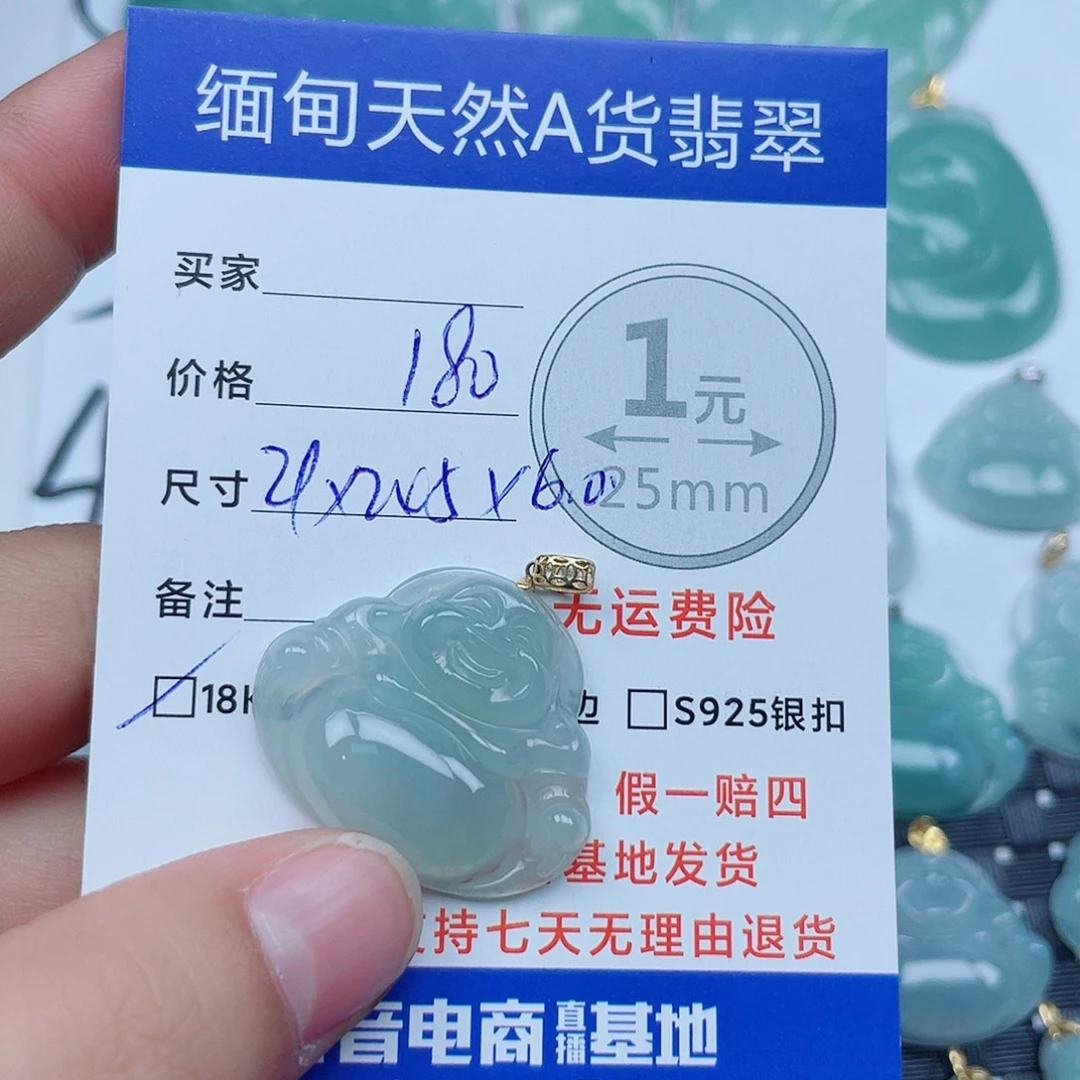 缅甸天然A货翡翠
买家
价格 180
1元
尺寸
25mm
备注
无运费险
18K
边 S925银扣
假一赔四
基地发货
支持七天无理由退货
音电商直播基地